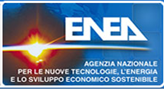 ENEA
AGENZIA NAZIONALE
PER LE NUOVE TECNOLOGIE, L'ENERGIA
E LO SVILUPPO ECONOMICO SOSTENIBILE